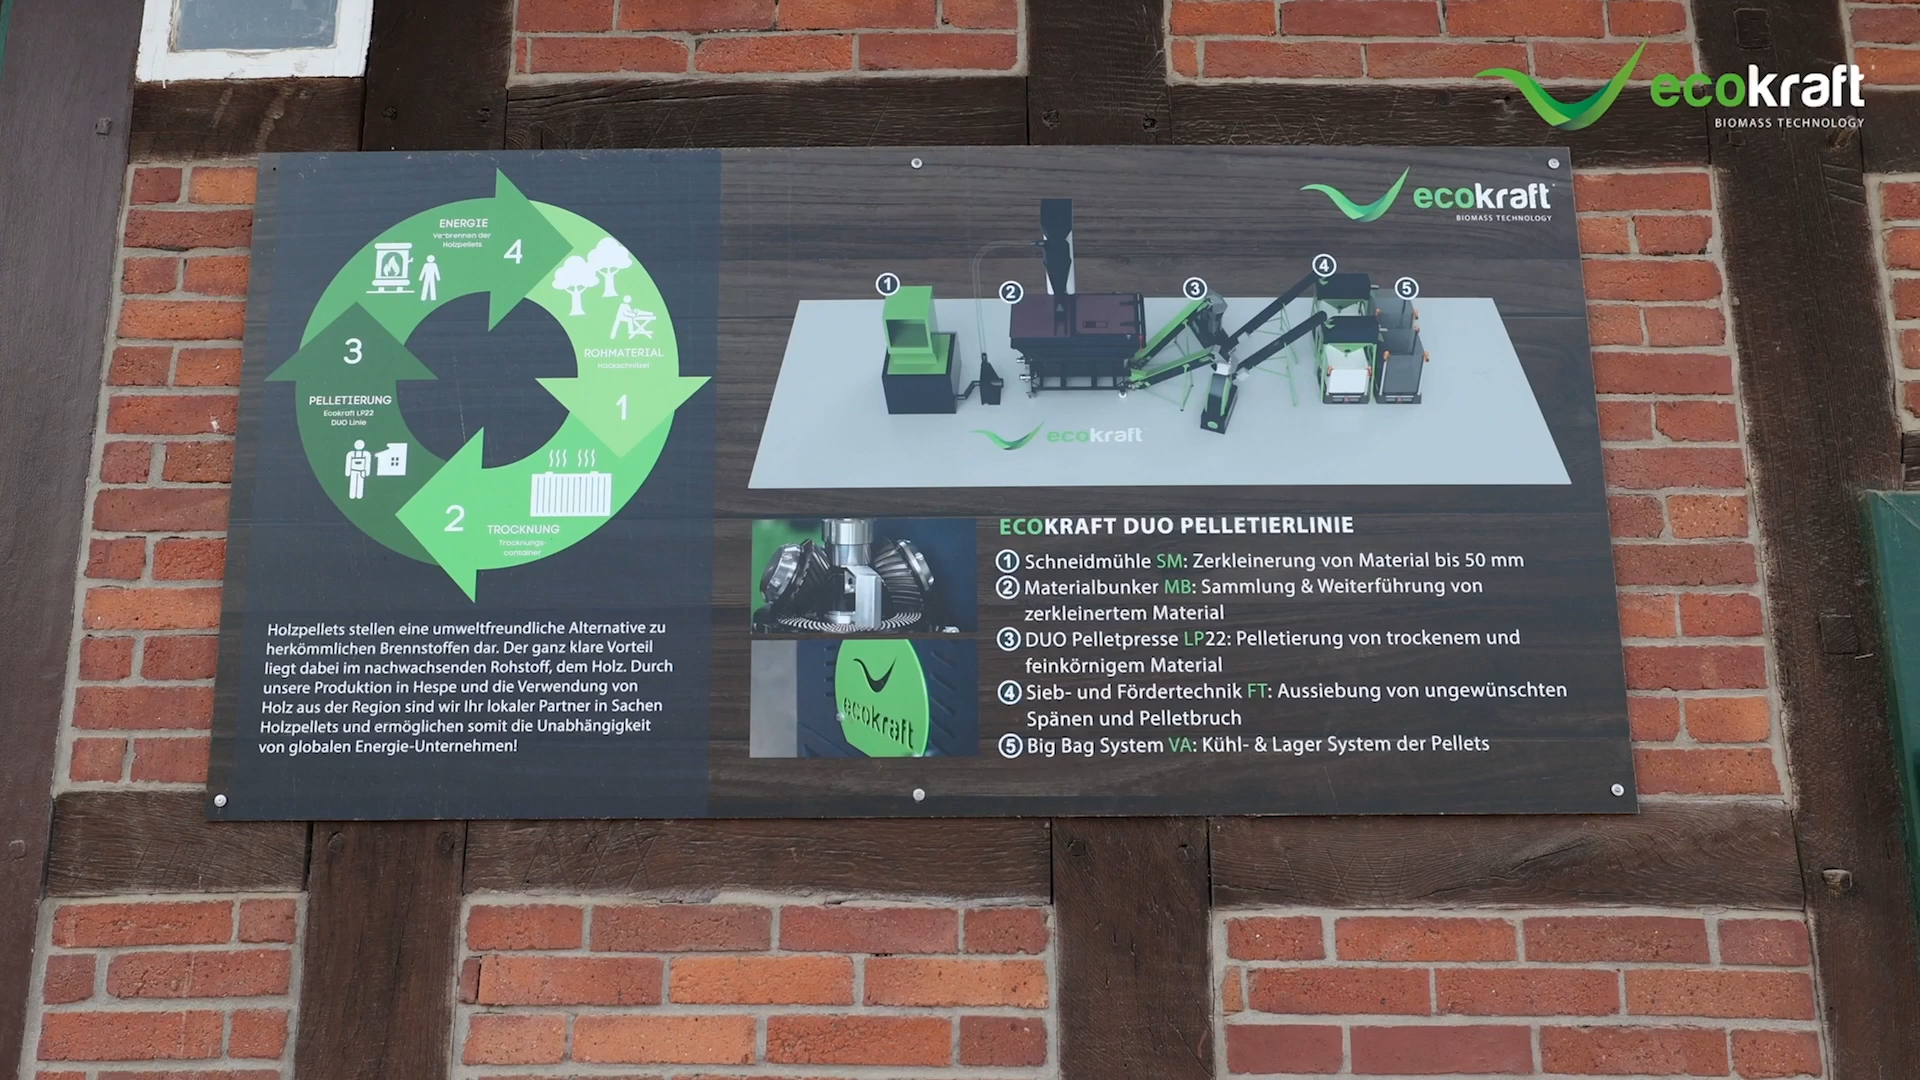 ecokraft
BIOMASS TECHNOLOGY
ENERGIE
Verbrennen der
Holzpellets
4
ROHMATERIAL
Hackschnitzel
1
3
PELLETIERUNG
Ecokraft LP22
DUO Linie
2
TROCKNUNG
Trocknungs-
container
Holzpellets stellen eine umweltfreundliche Alternative zu
herkömmlichen Brennstoffen dar. Der ganz klare Vorteil
liegt dabei im nachwachsenden Rohstoff, dem Holz. Durch
unsere Produktion in Hespe und die Verwendung von
Holz aus der Region sind wir Ihr lokaler Partner in Sachen
Holzpellets und ermöglichen somit die Unabhängigkeit
von globalen Energie-Unternehmen!
ecokraft
BIOMASS TECHNOLOGY
1
2
3
4
5
ecokraft
ecokraft
ECOKRAFT DUO PELLETIERLINIE
1 Schneidmühle SM: Zerkleinerung von Material bis 50 mm
2 Materialbunker MB: Sammlung & Weiterführung von
zerkleinertem Material
3 DUO Pelletpresse LP22: Pelletierung von trockenem und
feinkörnigem Material
4 Sieb- und Fördertechnik FT: Aussiebung von ungewünschten
Spänen und Pelletbruch
5 Big Bag System VA: Kühl- & Lager System der Pellets